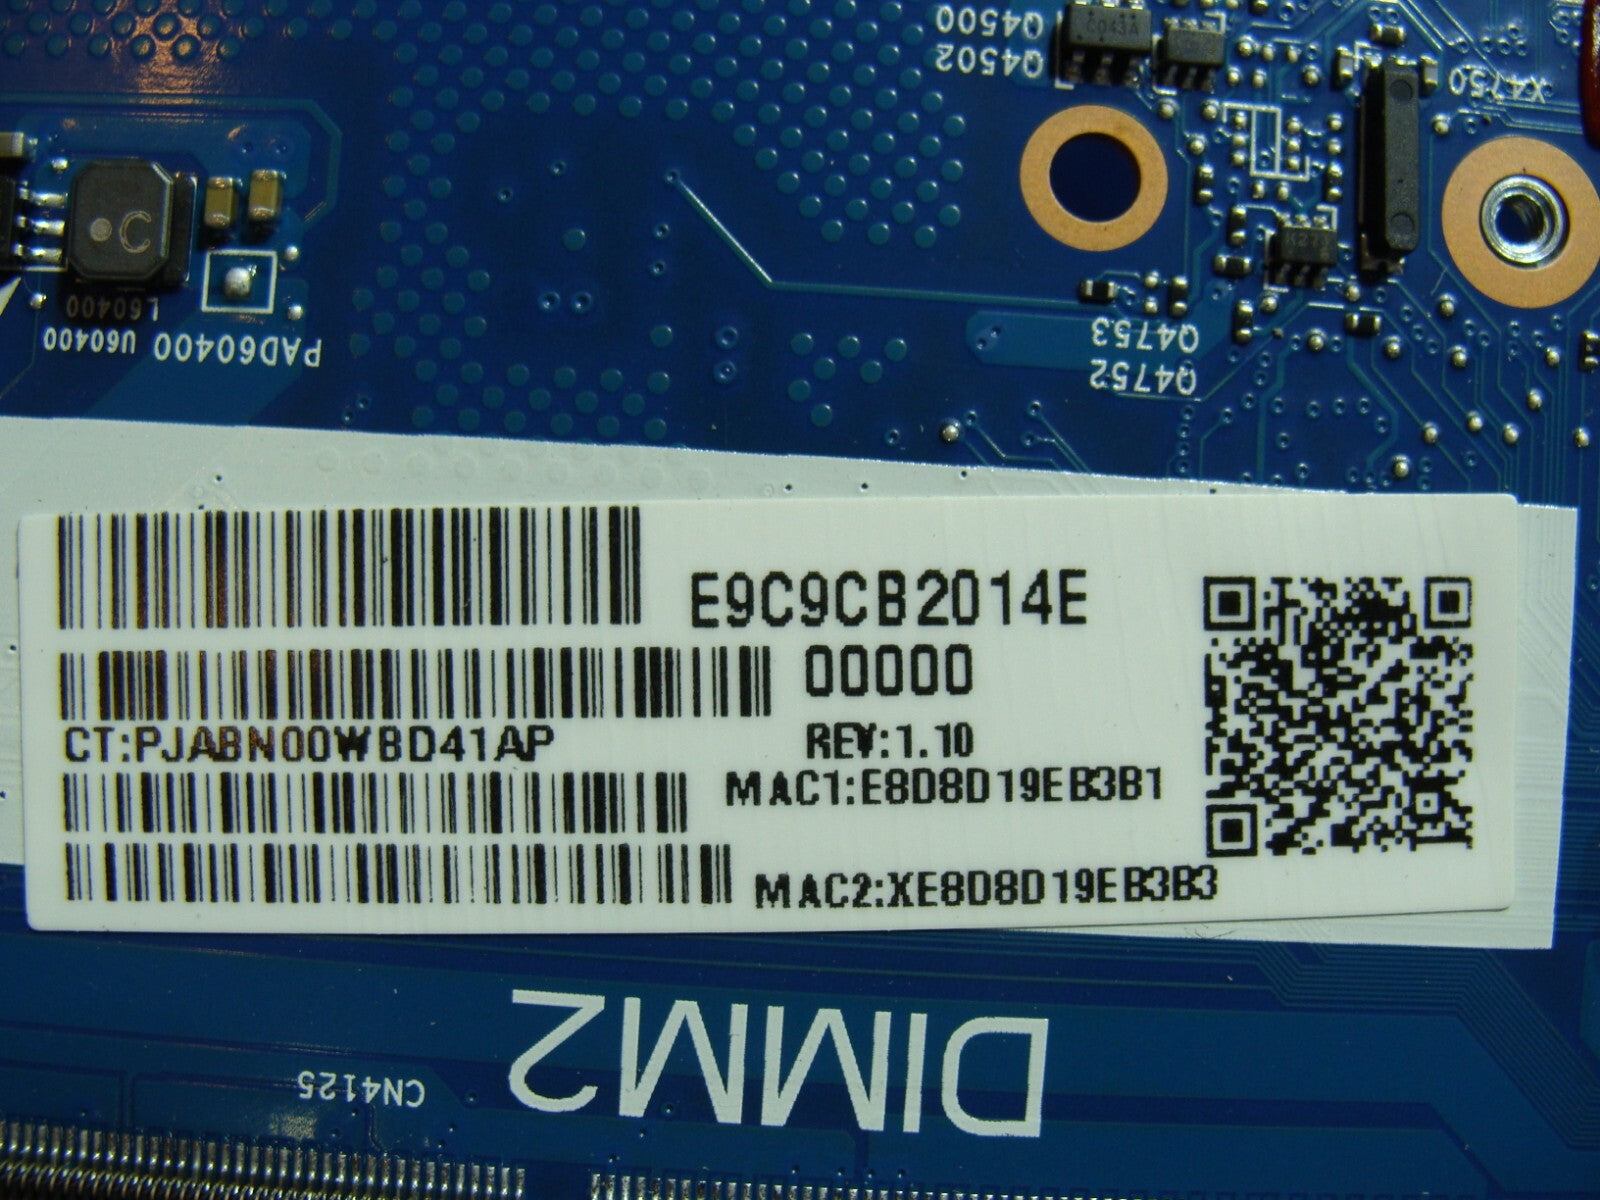 Q4500
Q4502
X4750
C
L60400
U60400
PAD60400
Q4753
Q4752
E9C9CB2014E
00000
CT:PJABN00WBD41AP
REV:1.10
MAC1:E8D8D19EB3B1
MAC2:XE8D8D19EB3B3
DIMM2
CN4125